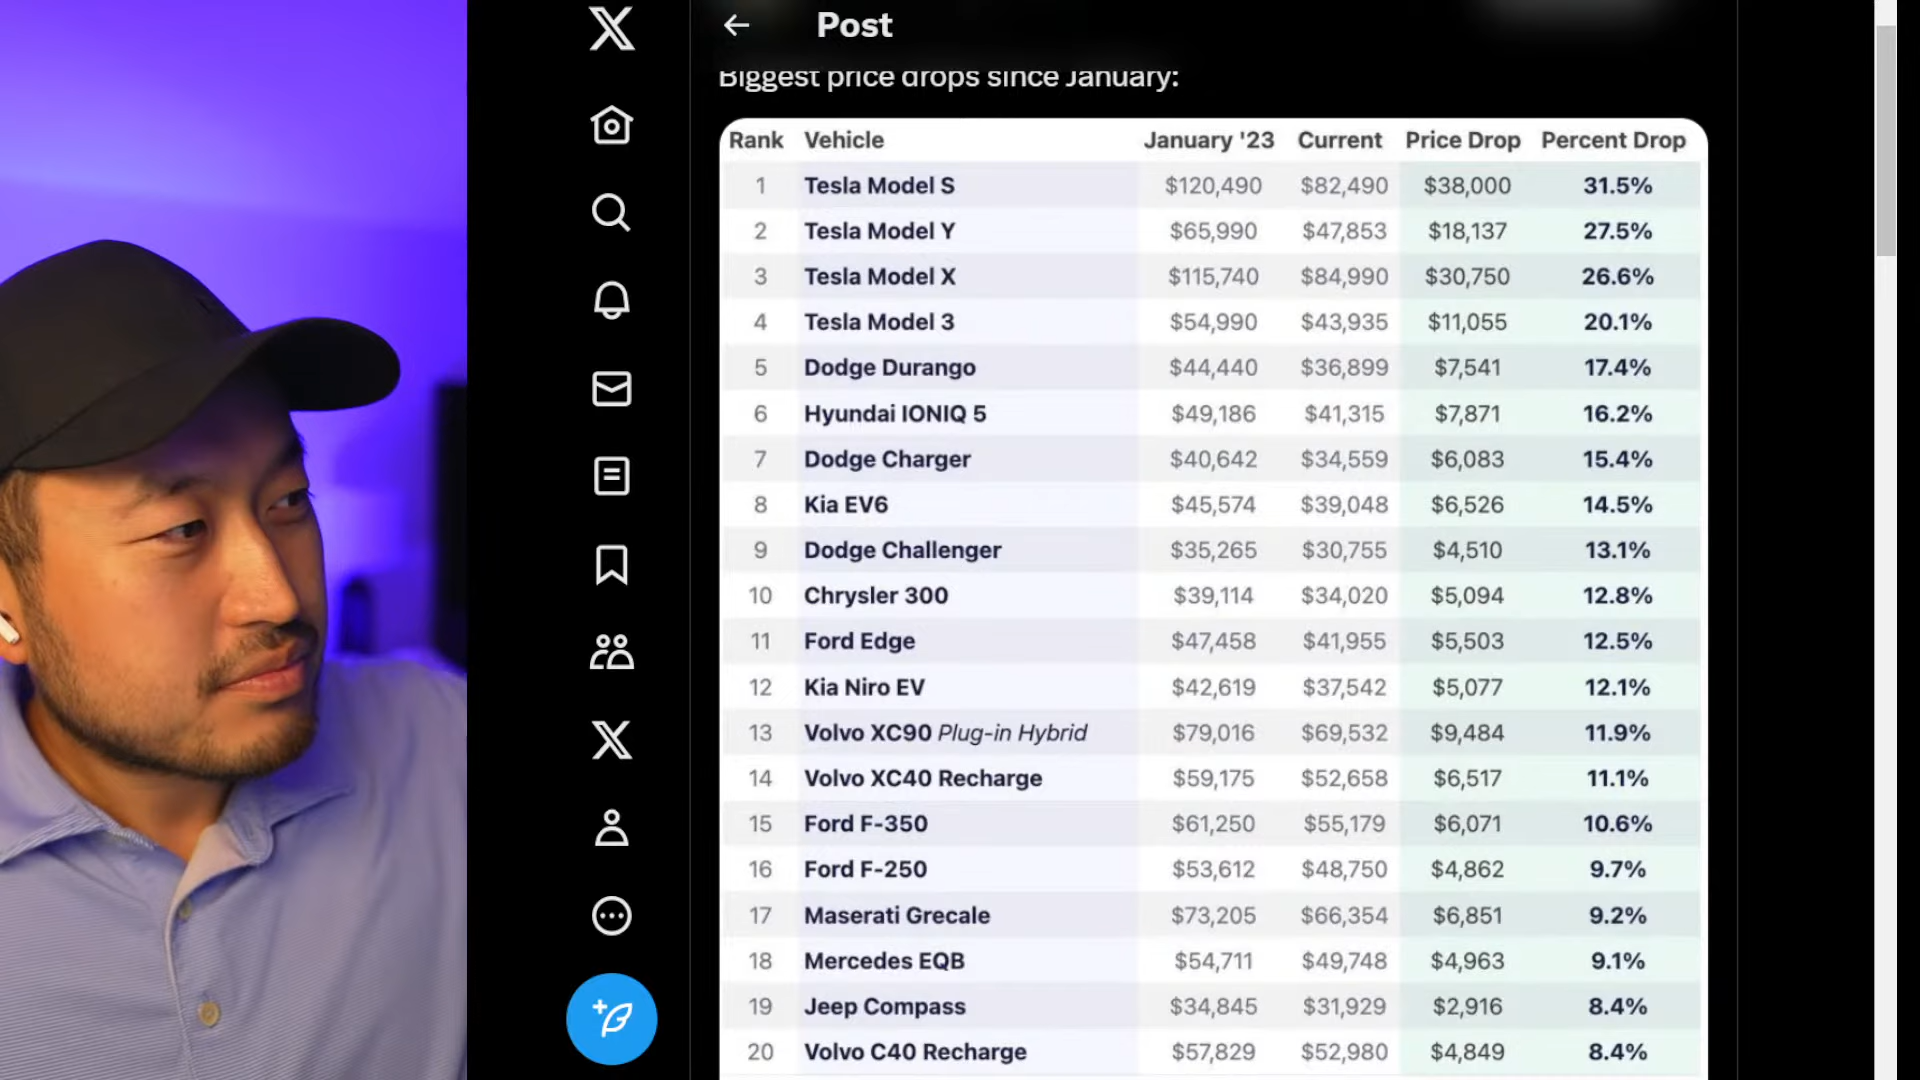 Post
Biggest price drops since January:
Rank Vehicle January '23 Current Price Drop Percent Drop
1 Tesla Model S $120,490 $82,490 $38,000 31.5%
2 Tesla Model Y $65,990 $47,853 $18,137 27.5%
3 Tesla Model X $115,740 $84,990 $30,750 26.6%
4 Tesla Model 3 $54,990 $43,935 $11,055 20.1%
5 Dodge Durango $44,440 $36,899 $7,541 17.4%
6 Hyundai IONIQ 5 $49,186 $41,315 $7,871 16.2%
7 Dodge Charger $40,642 $34,559 $6,083 15.4%
8 Kia EV6 $45,574 $39,048 $6,526 14.5%
9 Dodge Challenger $35,265 $30,755 $4,510 13.1%
10 Chrysler 300 $39,114 $34,020 $5,094 12.8%
11 Ford Edge $47,458 $41,955 $5,503 12.5%
12 Kia Niro EV $42,619 $37,542 $5,077 12.1%
13 Volvo XC90 Plug-in Hybrid $79,016 $69,532 $9,484 11.9%
14 Volvo XC40 Recharge $59,175 $52,658 $6,517 11.1%
15 Ford F-350 $61,250 $55,179 $6,071 10.6%
16 Ford F-250 $53,612 $48,750 $4,862 9.7%
17 Maserati Grecale $73,205 $66,354 $6,851 9.2%
18 Mercedes EQB $54,711 $49,748 $4,963 9.1%
19 Jeep Compass $34,845 $31,929 $2,916 8.4%
20 Volvo C40 Recharge $57,829 $52,980 $4,849 8.4%